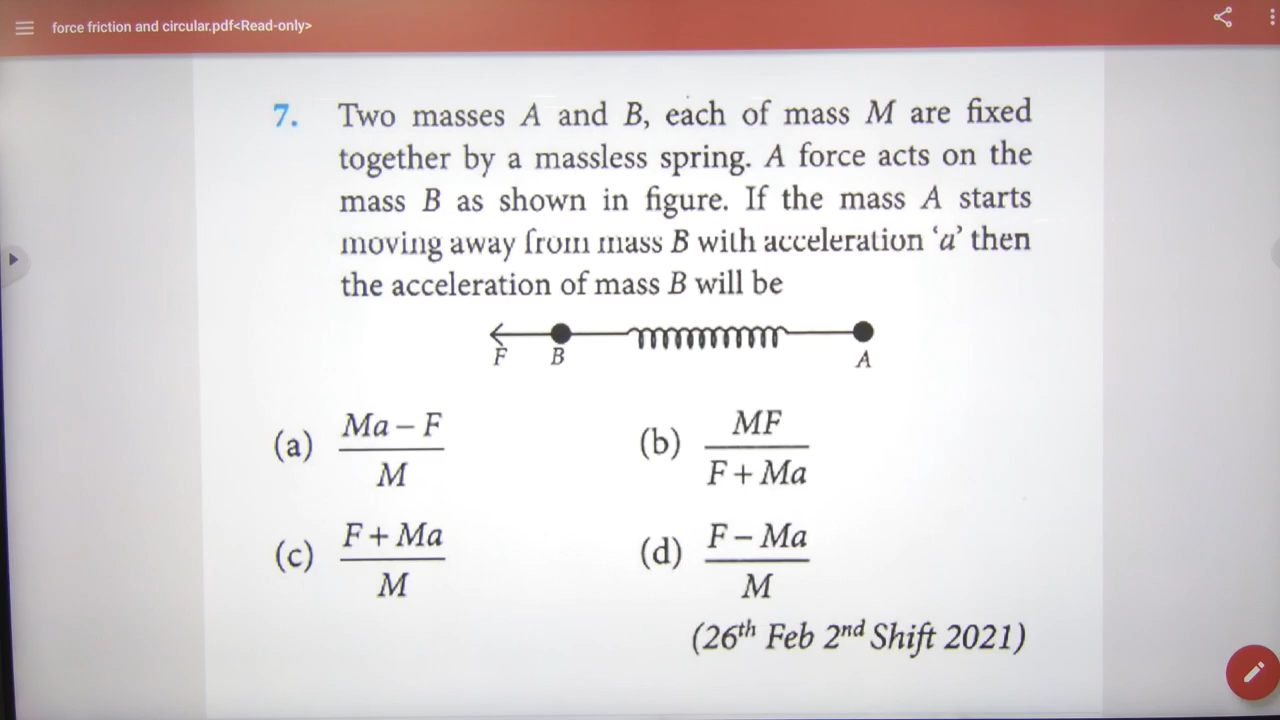 force friction and circular.pdf<Read-only>
7. Two masses A and B, each of mass M are fixed
together by a massless spring. A force acts on the
mass B as shown in figure. If the mass A starts
moving away from mass B with acceleration ‘a’ then
the acceleration of mass B will be
F B A
(a) Ma – F / M (b) MF / F + Ma
(c) F + Ma / M (d) F – Ma / M
(26th Feb 2nd Shift 2021)